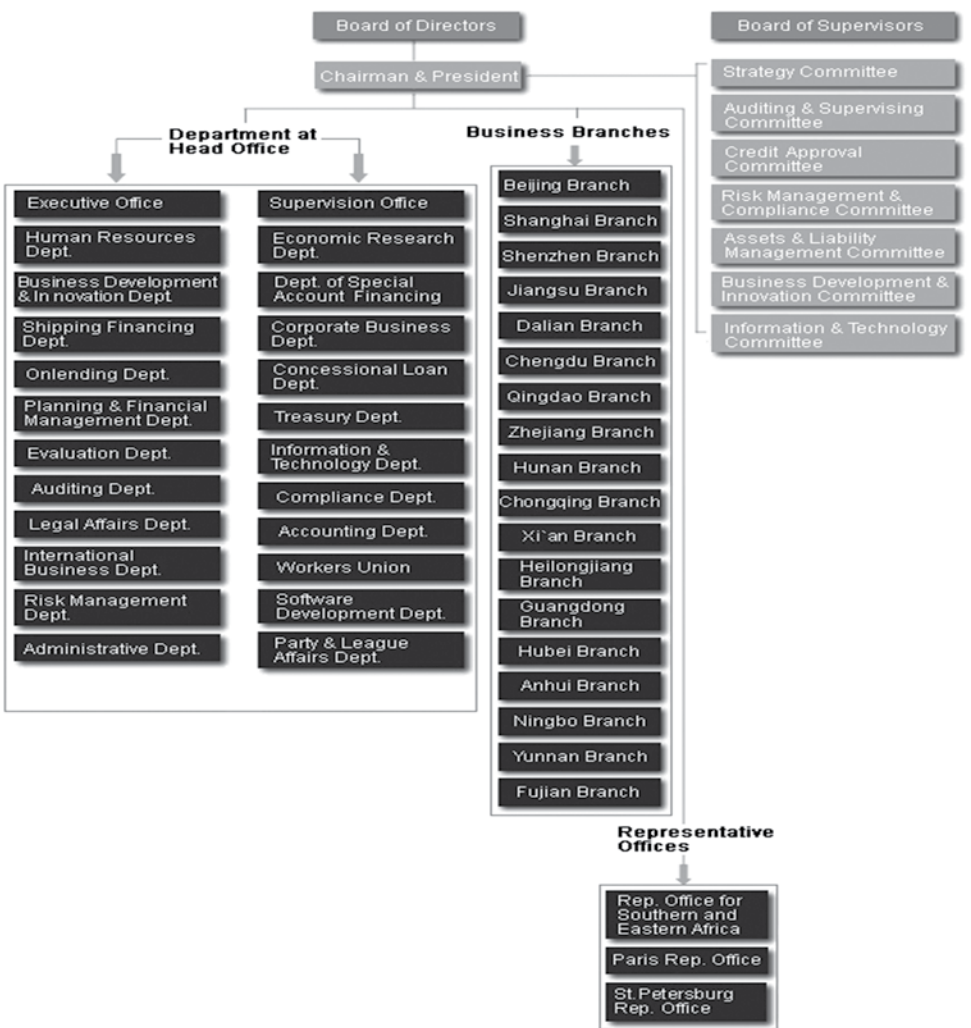 Board of Directors
Board of Supervisors
Chairman & President
Strategy Committee
Auditing & Supervising
Committee
Credit Approval
Committee
Risk Management &
Compliance Committee
Assets & Liability
Management Committee
Business Development &
Innovation Committee
Information & Technology
Committee
Department at
Head Office
Executive Office
Human Resources
Dept.
Business Development
& Innovation Dept
Shipping Financing
Dept.
Onlending Dept.
Planning & Financial
Management Dept.
Evaluation Dept.
Auditing Dept.
Legal Affairs Dept.
International
Business Dept.
Risk Management
Dept.
Administrative Dept.
Supervision Office
Economic Research
Dept.
Dept. of Special
Account Financing
Corporate Business
Dept.
Concessional Loan
Dept.
Treasury Dept.
Information &
Technology Dept.
Compliance Dept.
Accounting Dept.
Workers Union
Software
Development Dept.
Party & League
Affairs Dept.
Business Branches
Beijing Branch
Shanghai Branch
Shenzhen Branch
Jiangsu Branch
Dalian Branch
Chengdu Branch
Qingdao Branch
Zhejiang Branch
Hunan Branch
Chongqing Branch
Xi`an Branch
Heilongjiang
Branch
Guangdong
Branch
Hubei Branch
Anhui Branch
Ningbo Branch
Yunnan Branch
Fujian Branch
Representative
Offices
Rep. Office for
Southern and
Eastern Africa
Paris Rep. Office
St.Petersburg
Rep. Office